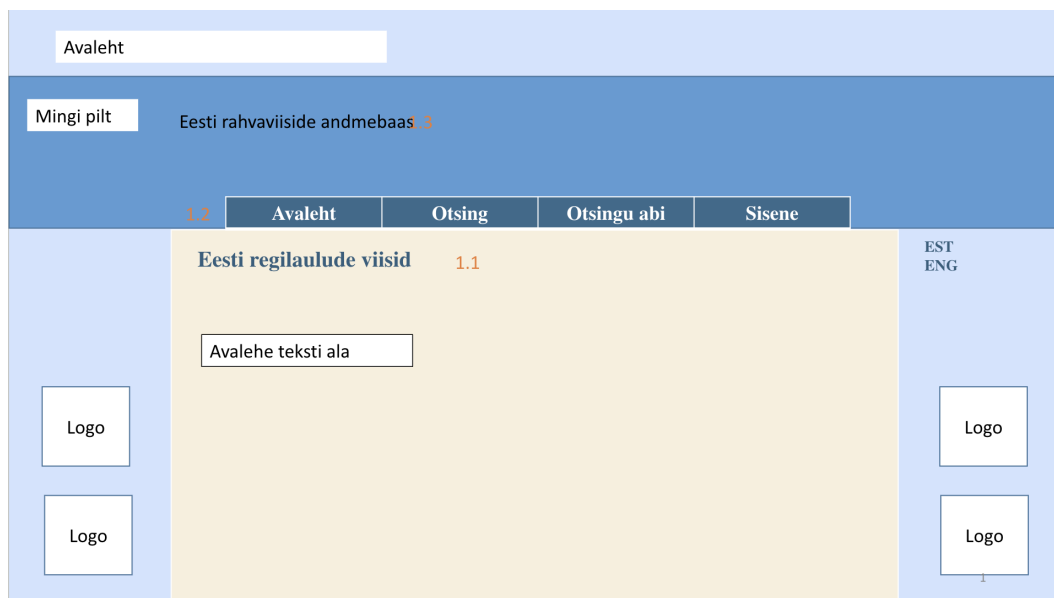 Avaleht
Mingi pilt
Eesti rahvaviiside andmebaas 1.3
1.2 Avaleht Otsing Otsingu abi Sisene
Eesti regilaulude viisid 1.1
EST
ENG
Avalehe teksti ala
Logo Logo
Logo Logo
1